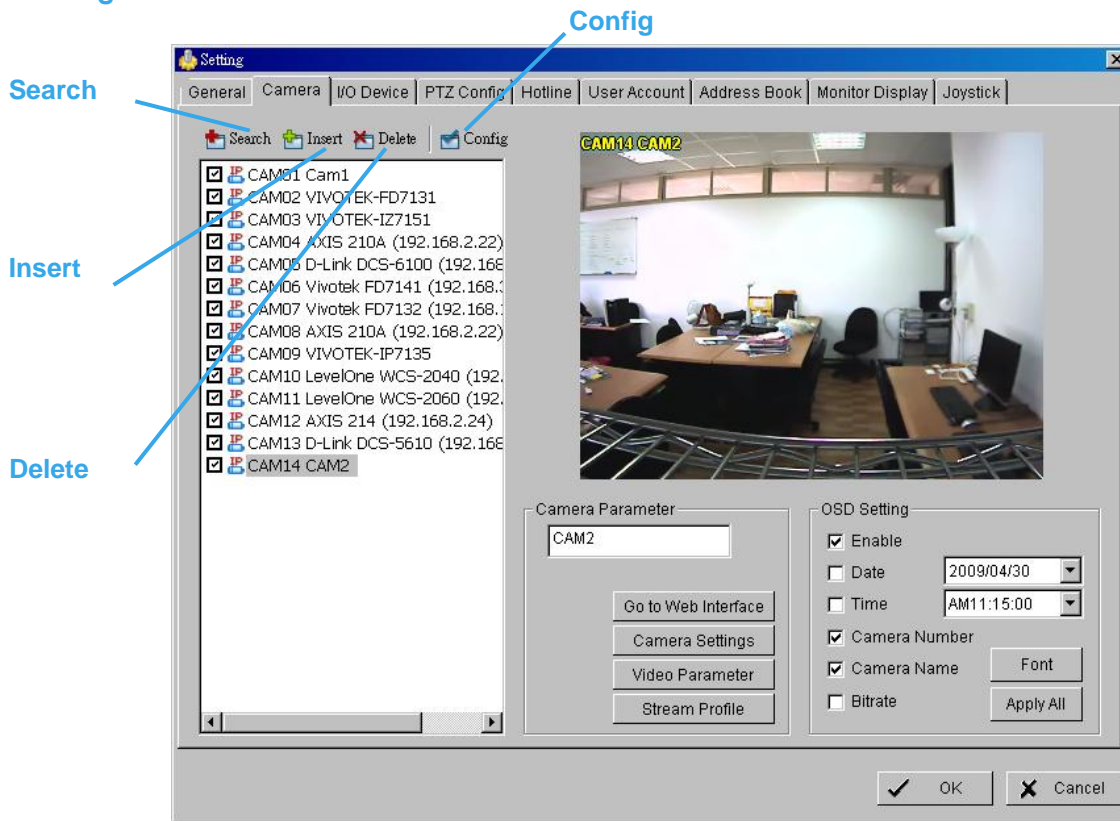 Config
Setting
Search
General Camera I/O Device PTZ Config Hotline User Account Address Book Monitor Display Joystick
Search Insert Delete Config
CAM14 CAM2
CAM01 Cam1
CAM02 VIVOTEK-FD7131
CAM03 VIVOTEK-IZ7151
CAM04 AXIS 210A (192.168.2.22)
Insert
CAM05 D-Link DCS-6100 (192.168
CAM06 Vivotek FD7141 (192.168.
CAM07 Vivotek FD7132 (192.168.
CAM08 AXIS 210A (192.168.2.22)
CAM09 VIVOTEK-IP7135
CAM10 LevelOne WCS-2040 (192.
CAM11 LevelOne WCS-2060 (192.
CAM12 AXIS 214 (192.168.2.24)
CAM13 D-Link DCS-5610 (192.168
Delete
CAM14 CAM2
Camera Parameter
CAM2
Go to Web Interface
Camera Settings
Video Parameter
Stream Profile
OSD Setting
Enable
Date 2009/04/30
Time AM11:15:00
Camera Number
Camera Name Font
Bitrate Apply All
OK Cancel